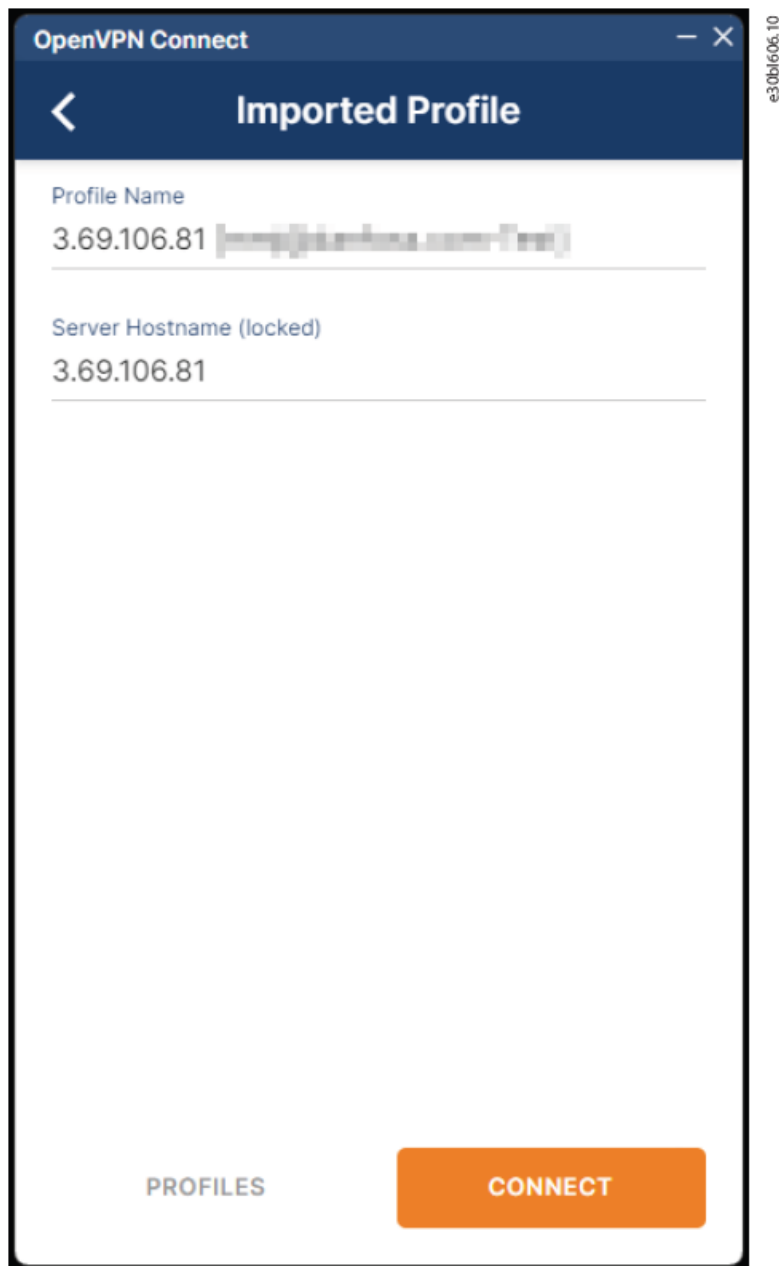 OpenVPN Connect
Imported Profile
Profile Name
3.69.106.81
Server Hostname (locked)
3.69.106.81
PROFILES
CONNECT
e30bl606.10